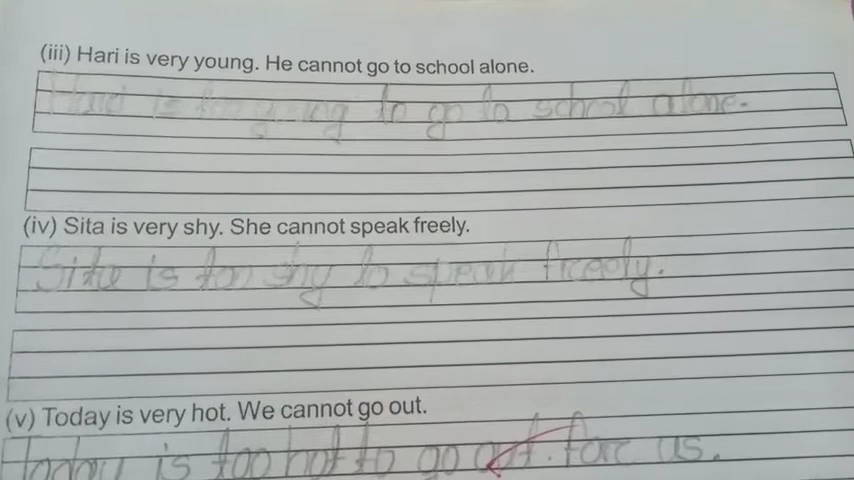 (iii) Hari is very young. He cannot go to school alone.
Hari is too young to go to school alone.
(iv) Sita is very shy. She cannot speak freely.
Sita is too shy to speak freely.
(v) Today is very hot. We cannot go out.
Today is too hot to go out. for us.